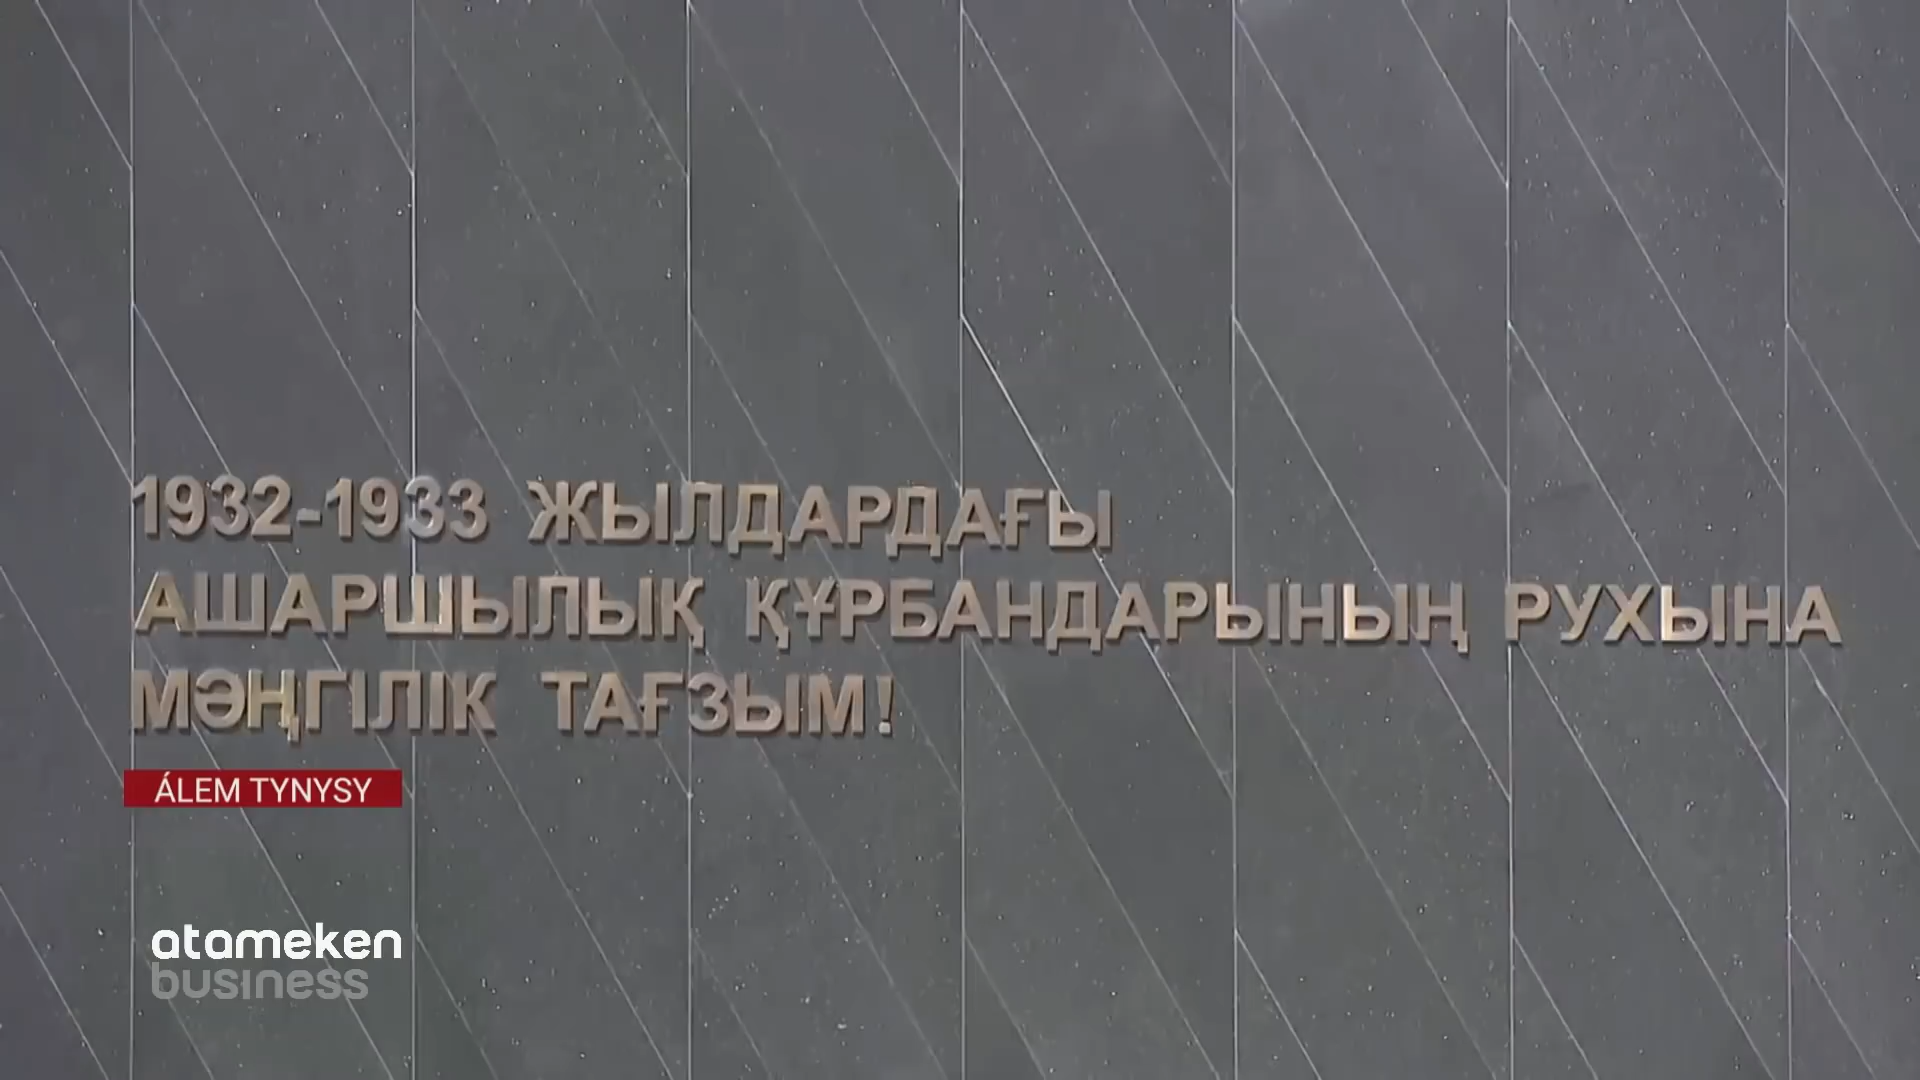 1932-1933 ЖЫЛДАРДАҒЫ
АШАРШЫЛЫҚ ҚҰРБАНДАРЫНЫҢ РУХЫНА
МӘҢГІЛІК ТАҒЗЫМ!
ÁLEM TYNYSY
atameken
business